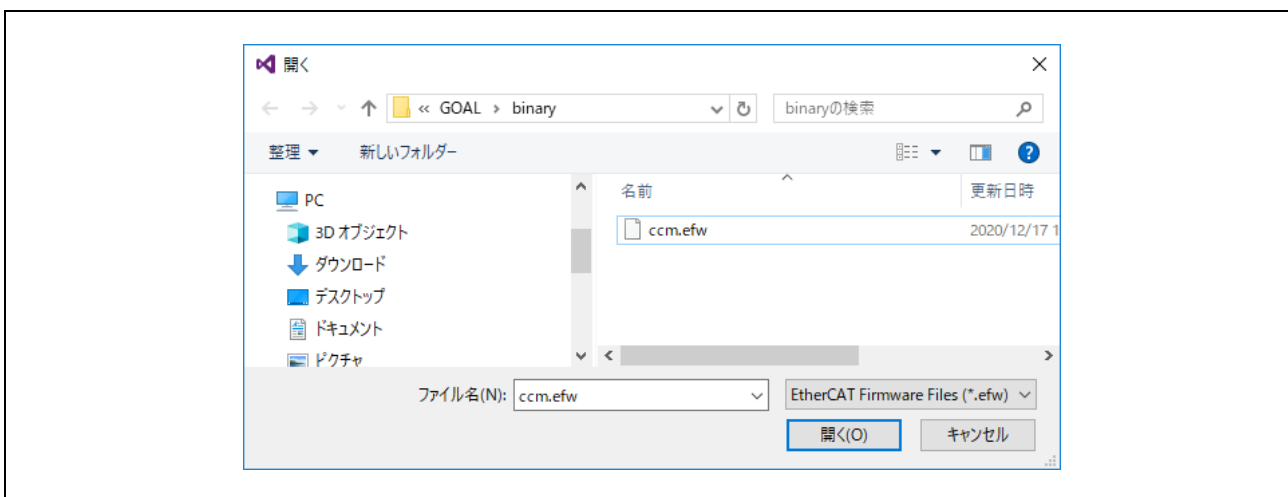 開く
« GOAL › binary
binaryの検索
整理 新しいフォルダー
名前 更新日時
PC
ccm.efw 2020/12/17 1
3D オブジェクト
ダウンロード
デスクトップ
ドキュメント
ピクチャ
ファイル名(N): ccm.efw EtherCAT Firmware Files (*.efw)
開く(O) キャンセル